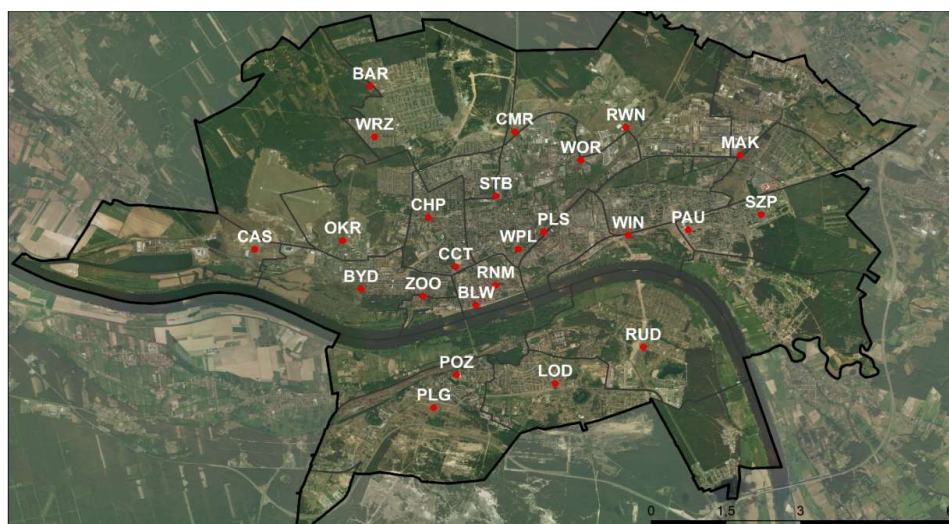 BAR
WRZ
CMR
RWN
WOR
MAK
STB
CHP
SZP
PLS
PAU
WIN
OKR
CAS
WPL
CCT
BYD
RNM
ZOO
BLW
RUD
POZ
LOD
PLG
0 1,5 3